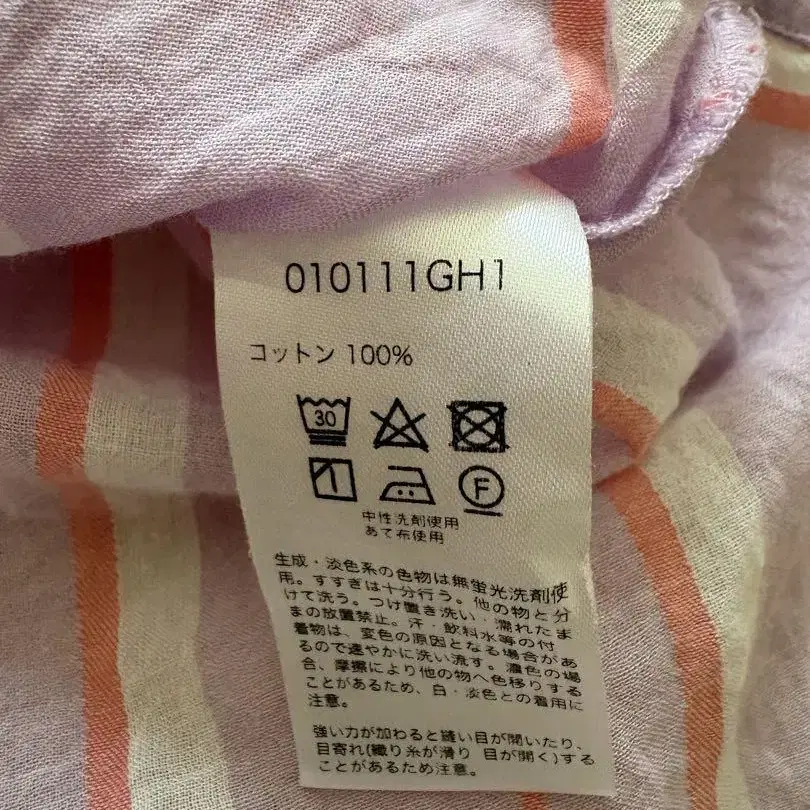 010111GH1
コットン 100%
30
F
中性洗剤使用
あて布使用
生成・淡色系の色物は無蛍光洗剤使
用。すすぎは十分行う。他の物と分
けて洗う。つけ置き洗い・濡れたま
まの放置禁止。汗・飲料水等の付
着物は、変色の原因となる場合があ
るので速やかに洗い流す。濃色の場
合、摩擦により他の物へ色移りする
ことがあるため、白・淡色との着用に
注意。
強い力が加わると縫い目が開いたり、
目寄れ(織り糸が滑り 目が開く)する
ことがあるため注意。